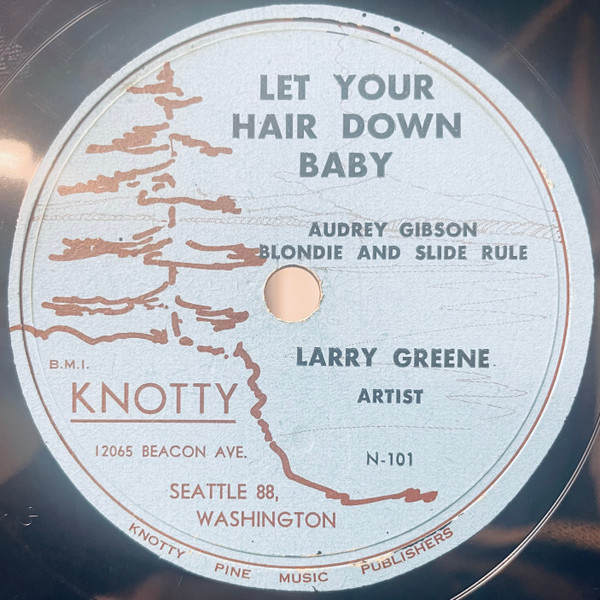 LET YOUR
HAIR DOWN
BABY
AUDREY GIBSON
BLONDIE AND SLIDE RULE
LARRY GREENE
ARTIST
B.M.I.
KNOTTY
12065 BEACON AVE.
N-101
SEATTLE 88,
WASHINGTON
KNOTTY PINE MUSIC PUBLISHERS